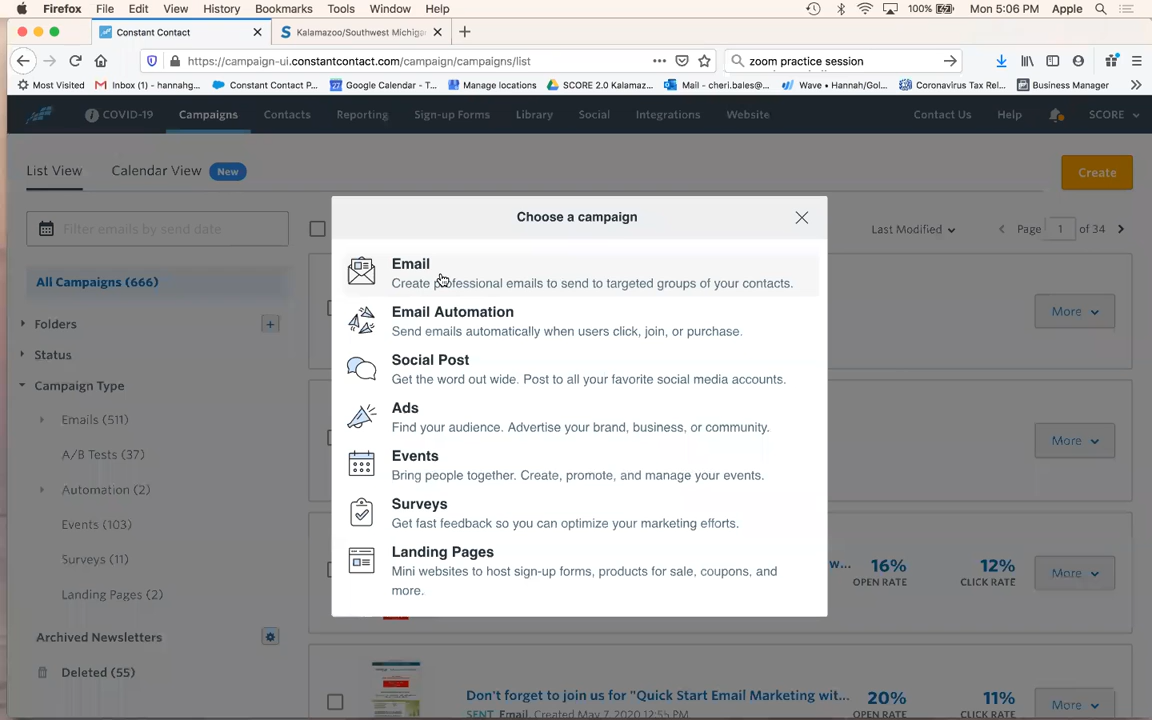 Firefox File Edit View History Bookmarks Tools Window Help 100% Mon 5:06 PM Apple
Constant Contact
Kalamazoo/Southwest Michiga
https://campaign-ui.constantcontact.com/campaign/campaigns/list
zoom practice session
Most Visited Inbox (1) - hannahg... Constant Contact P... Google Calendar - T... Manage locations SCORE 2.0 Kalamaz... Mail - cheri.bales@... Wave • Hannah/Gol... Coronavirus Tax Rel... Business Manager
COVID-19 Campaigns Contacts Reporting Sign-up Forms Library Social Integrations Website Contact Us Help SCORE
List View Calendar View New Create
Filter emails by send date
Last Modified Page 1 of 34
Choose a campaign
Email
Create professional emails to send to targeted groups of your contacts.
Email Automation
Send emails automatically when users click, join, or purchase.
Social Post
Get the word out wide. Post to all your favorite social media accounts.
Ads
Find your audience. Advertise your brand, business, or community.
Events
Bring people together. Create, promote, and manage your events.
Surveys
Get fast feedback so you can optimize your marketing efforts.
Landing Pages
Mini websites to host sign-up forms, products for sale, coupons, and
more.
All Campaigns (666)
Folders
Status
Campaign Type
Emails (511)
A/B Tests (37)
Automation (2)
Events (103)
Surveys (11)
Landing Pages (2)
Archived Newsletters
Deleted (55)
More
More
w... 16% 12% More
OPEN RATE CLICK RATE
Don't forget to join us for "Quick Start Email Marketing wit... 20% 11% More
SENT Email Created May 7, 2020 12:55 PM OPEN RATE CLICK RATE